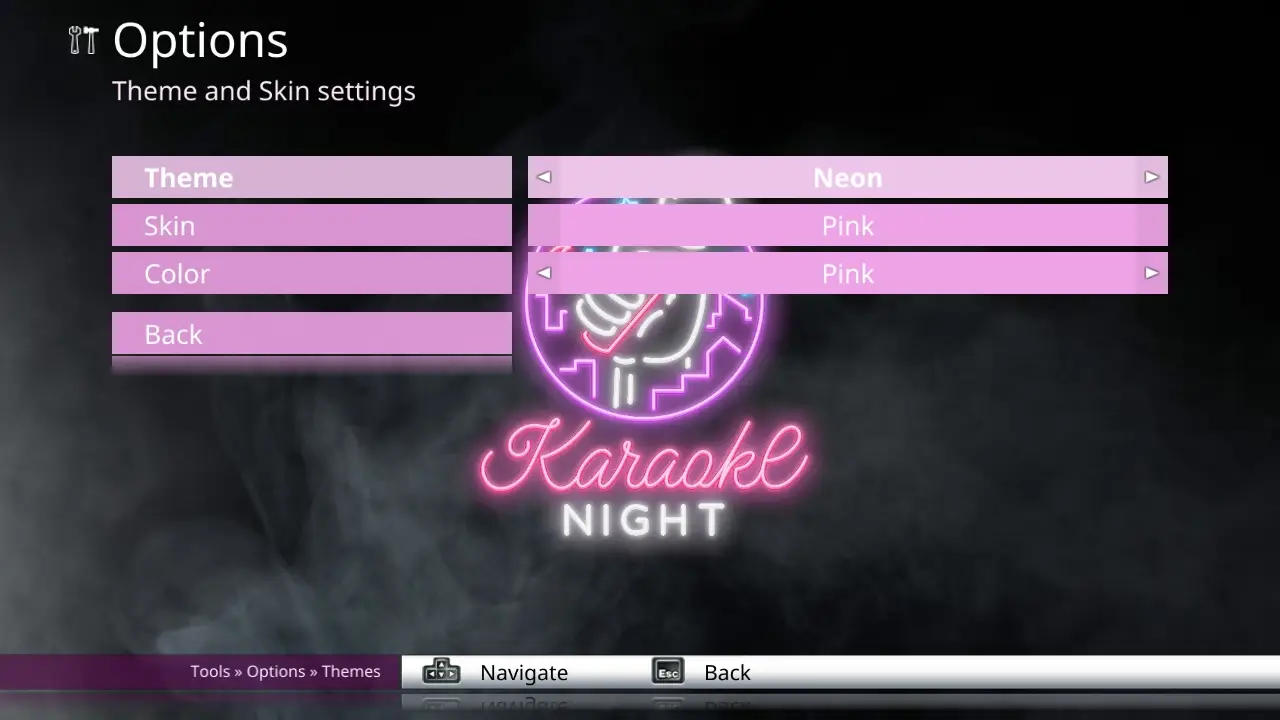 Options
Theme and Skin settings
Theme
Neon
Skin
Pink
Color
Pink
Back
Karaoke
NIGHT
Tools » Options » Themes
Navigate
Esc
Back